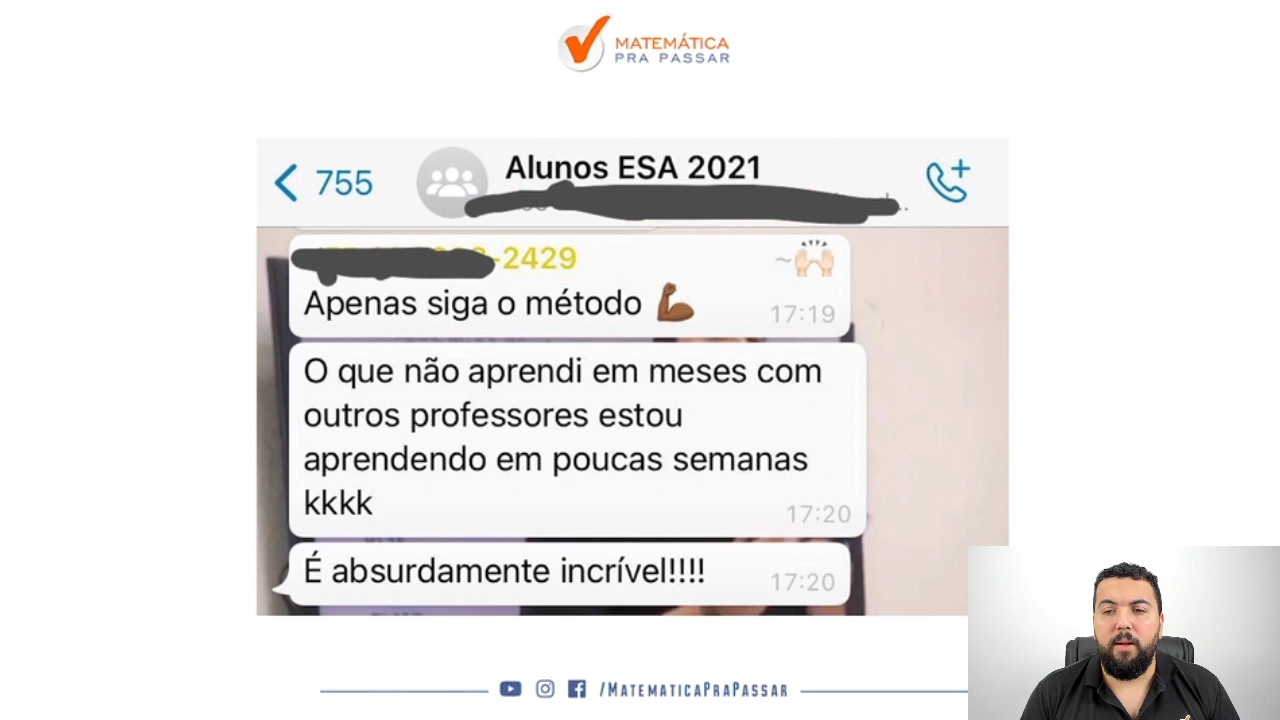 MATEMÁTICA
PRA PASSAR
755
Alunos ESA 2021
-2429
~
Apenas siga o método
17:19
O que não aprendi em meses com
outros professores estou
aprendendo em poucas semanas
kkkk
17:20
É absurdamente incrível!!!!
17:20
/MATEMATICAPRAPASSAR